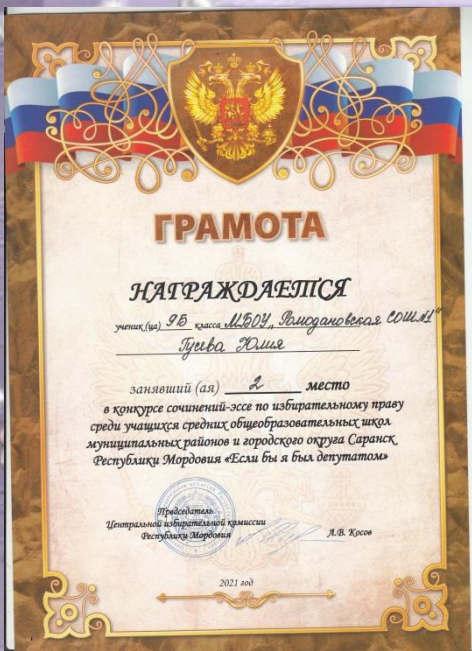 ГРАМОТА
НАГРАЖДАЕТСЯ
ученик (ца) 9Б класса МБОУ „Ромодановская СОШ №1"
Гусева Юлия
занявший (ая) 2 место
в конкурсе сочинений-эссе по избирательному праву
среди учащихся средних общеобразовательных школ
муниципальных районов и городского округа Саранск
Республики Мордовия «Если бы я был депутатом»
Председатель
Центральной избирательной комиссии
Республики Мордовия А.В. Косов
2021 год